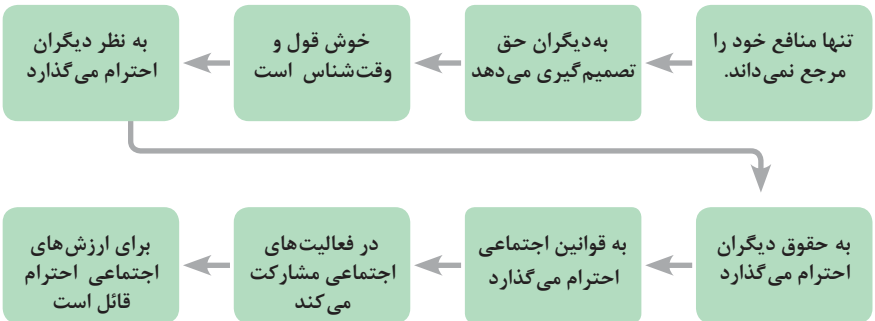 تنها منافع خود را
مرجع نمی‌داند.
به‌دیگران حق
تصمیم‌گیری می‌دهد
خوش قول و
وقت‌شناس است
به نظر دیگران
احترام می‌گذارد
به حقوق دیگران
احترام می‌گذارد
به قوانین اجتماعی
احترام می‌گذارد
در فعالیت‌های
اجتماعی مشارکت
می‌کند
برای ارزش‌های
اجتماعی احترام
قائل است